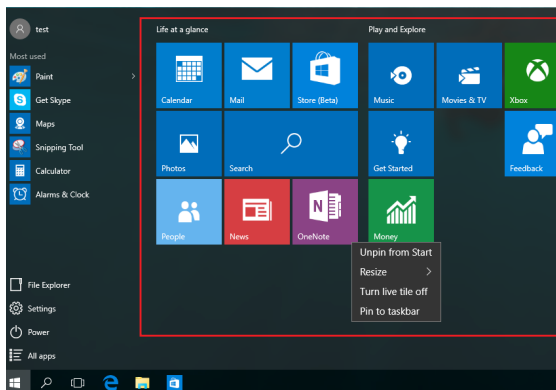 test
Most used
Paint
Get Skype
Maps
Snipping Tool
Calculator
Alarms & Clock
File Explorer
Settings
Power
All apps
Life at a glance
Calendar
Mail
Store (Beta)
Photos
Search
People
News
OneNote
Play and Explore
Music
Movies & TV
Xbox
Get Started
Feedback
Money
Unpin from Start
Resize
Turn live tile off
Pin to taskbar